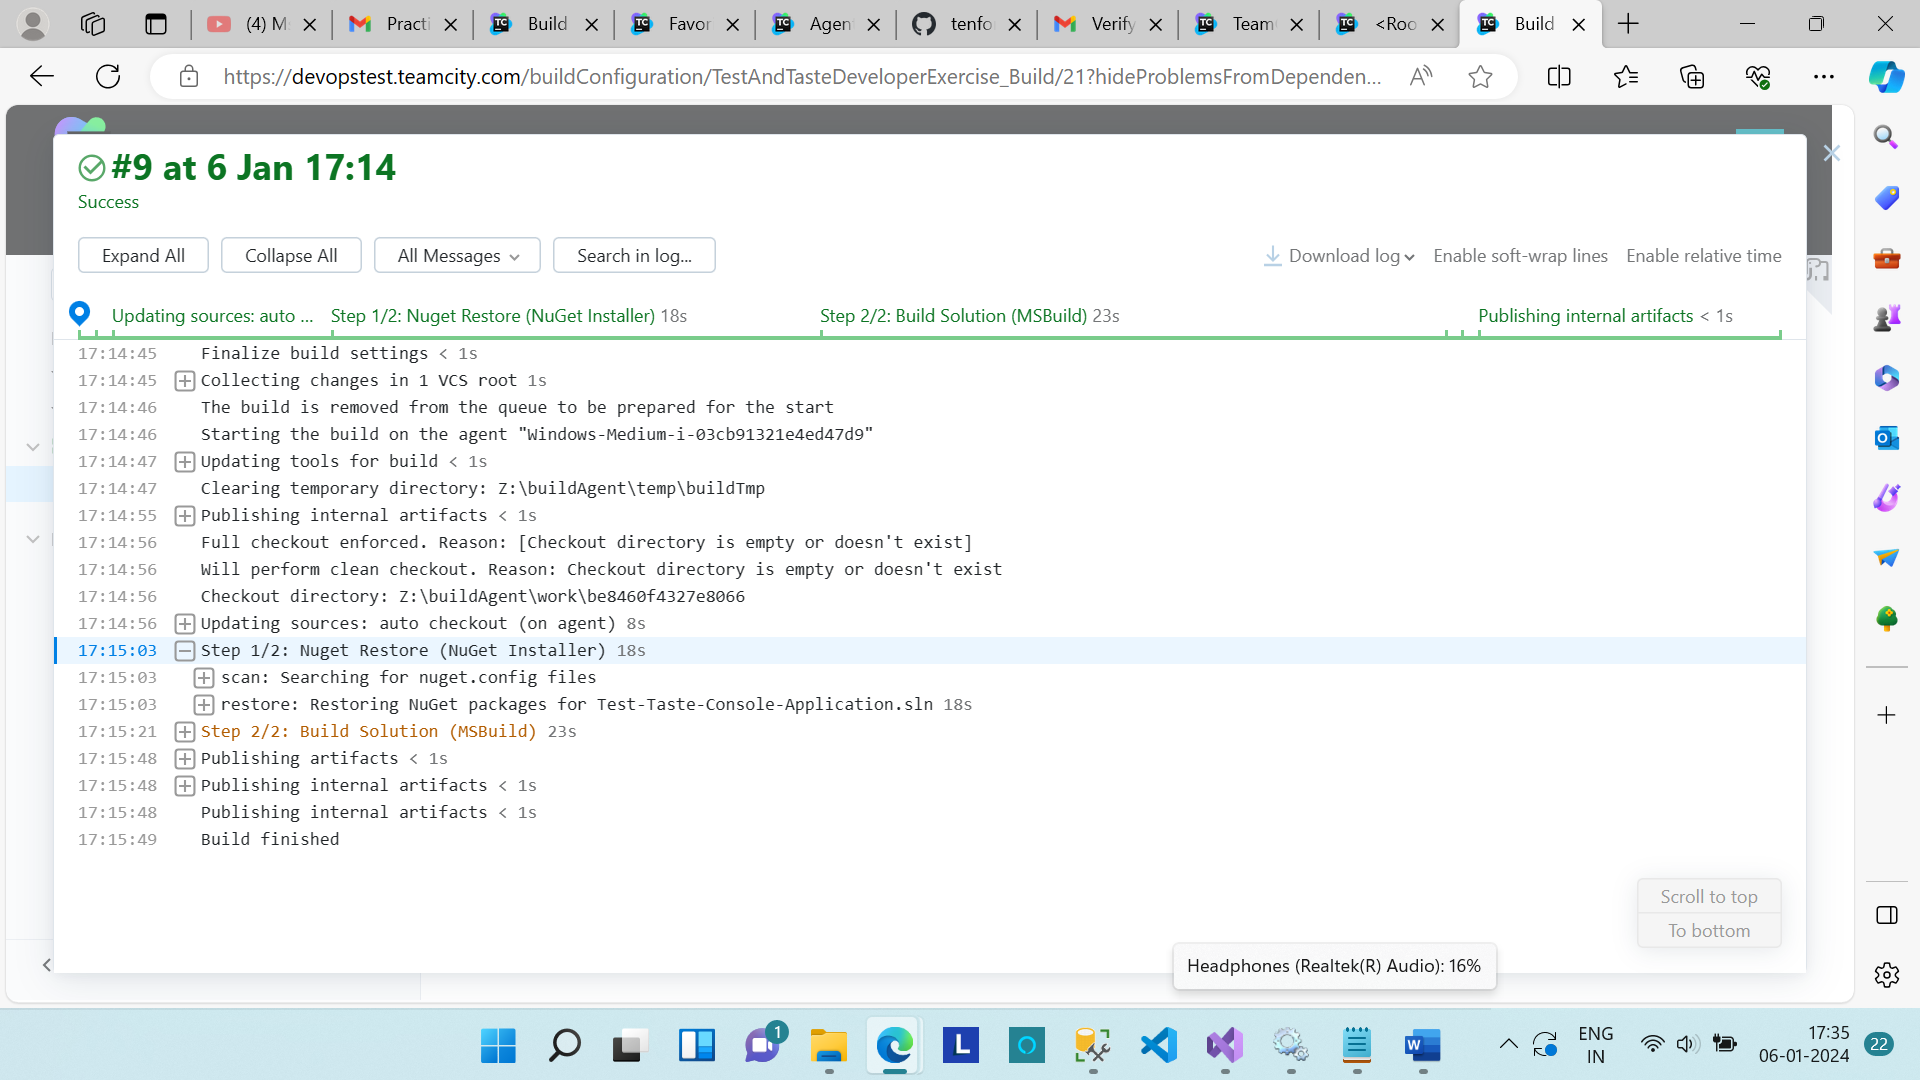 (4) M
Practi
Build
Favor
Agen
tenfo
Verify
Team
<Roo
Build
https://devopstest.teamcity.com/buildConfiguration/TestAndTasteDeveloperExercise_Build/21?hideProblemsFromDependen...
#9 at 6 Jan 17:14
Success
Expand All
Collapse All
All Messages
Search in log...
Download log
Enable soft-wrap lines
Enable relative time
Updating sources: auto ...
Step 1/2: Nuget Restore (NuGet Installer) 18s
Step 2/2: Build Solution (MSBuild) 23s
Publishing internal artifacts < 1s
17:14:45 Finalize build settings < 1s
17:14:45 Collecting changes in 1 VCS root 1s
17:14:46 The build is removed from the queue to be prepared for the start
17:14:46 Starting the build on the agent "Windows-Medium-i-03cb91321e4ed47d9"
17:14:47 Updating tools for build < 1s
17:14:47 Clearing temporary directory: Z:\buildAgent\temp\buildTmp
17:14:55 Publishing internal artifacts < 1s
17:14:56 Full checkout enforced. Reason: [Checkout directory is empty or doesn't exist]
17:14:56 Will perform clean checkout. Reason: Checkout directory is empty or doesn't exist
17:14:56 Checkout directory: Z:\buildAgent\work\be8460f4327e8066
17:14:56 Updating sources: auto checkout (on agent) 8s
17:15:03 Step 1/2: Nuget Restore (NuGet Installer) 18s
17:15:03 scan: Searching for nuget.config files
17:15:03 restore: Restoring NuGet packages for Test-Taste-Console-Application.sln 18s
17:15:21 Step 2/2: Build Solution (MSBuild) 23s
17:15:48 Publishing artifacts < 1s
17:15:48 Publishing internal artifacts < 1s
17:15:48 Publishing internal artifacts < 1s
17:15:49 Build finished
Scroll to top
To bottom
Headphones (Realtek(R) Audio): 16%
1
ENG
IN
17:35
06-01-2024
22